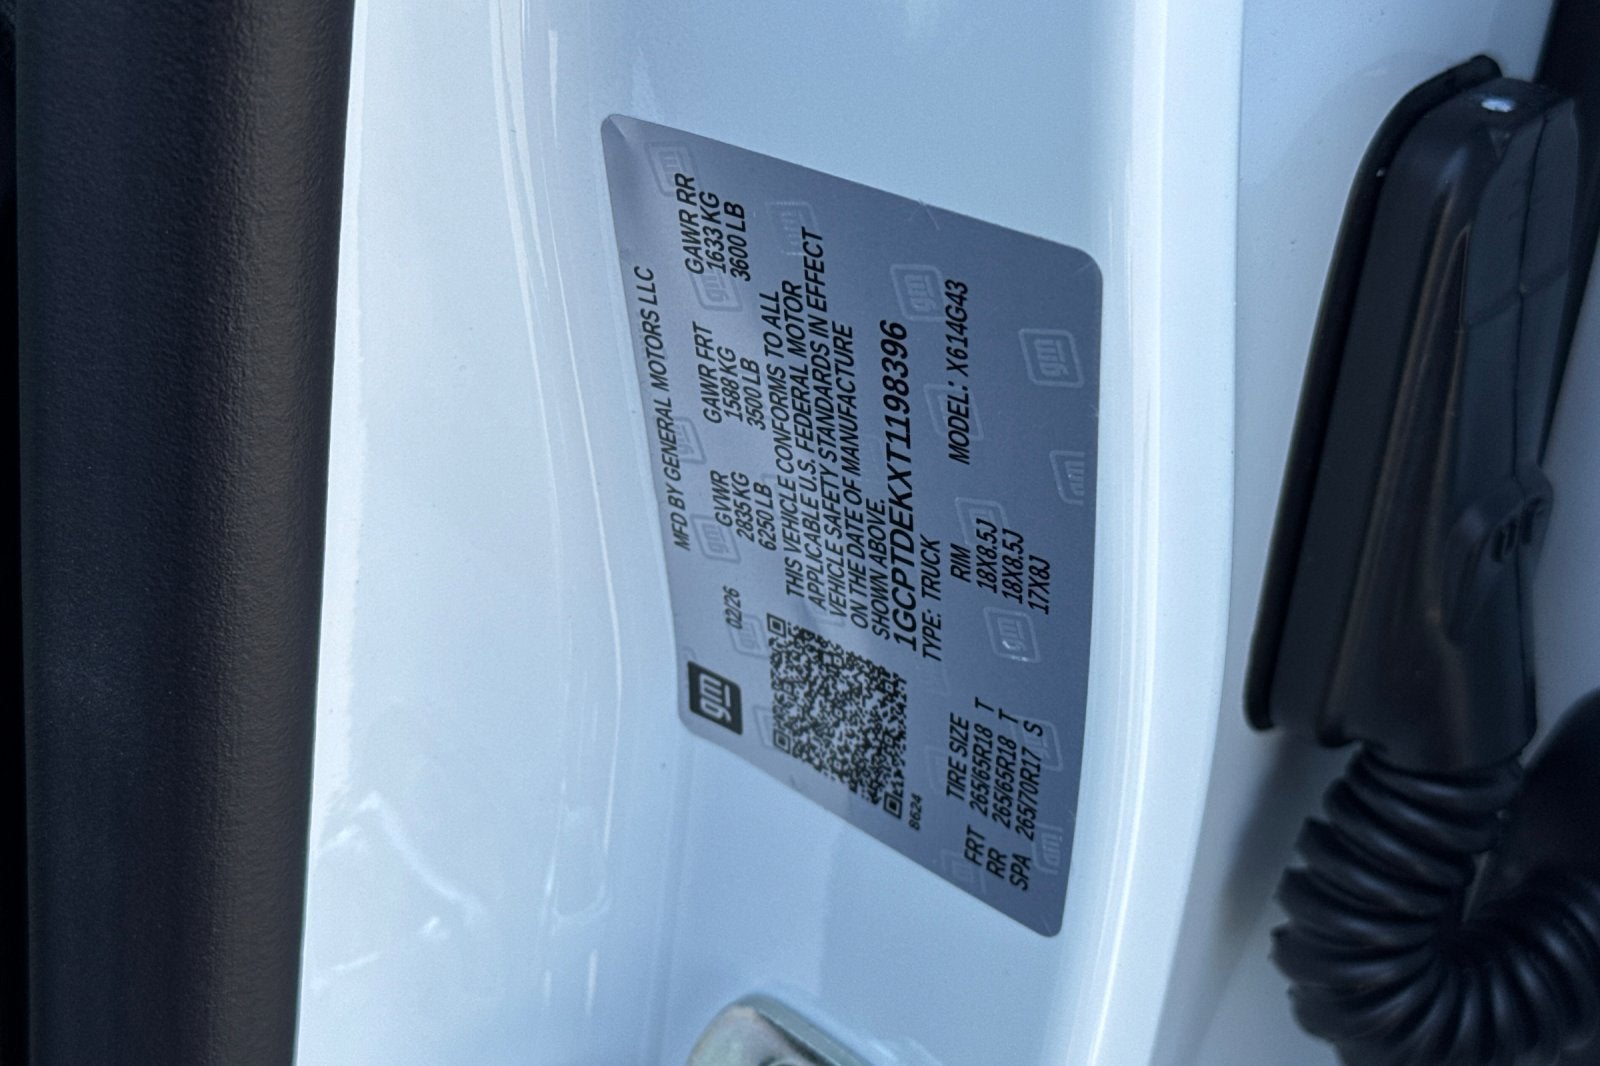 MFD BY GENERAL MOTORS LLC
gm 02/26 GVWR GAWR FRT GAWR RR
2835 KG 1588 KG 1633 KG
6250 LB 3500 LB 3600 LB
THIS VEHICLE CONFORMS TO ALL
APPLICABLE U.S. FEDERAL MOTOR
VEHICLE SAFETY STANDARDS IN EFFECT
ON THE DATE OF MANUFACTURE
SHOWN ABOVE.
1GCPTDEKXT1198396
B624 TYPE: TRUCK MODEL: X614G43
TIRE SIZE RIM
FRT 265/65R18 T 18X8.5J
RR 265/65R18 T 18X8.5J
SPA 265/70R17 S 17X8J